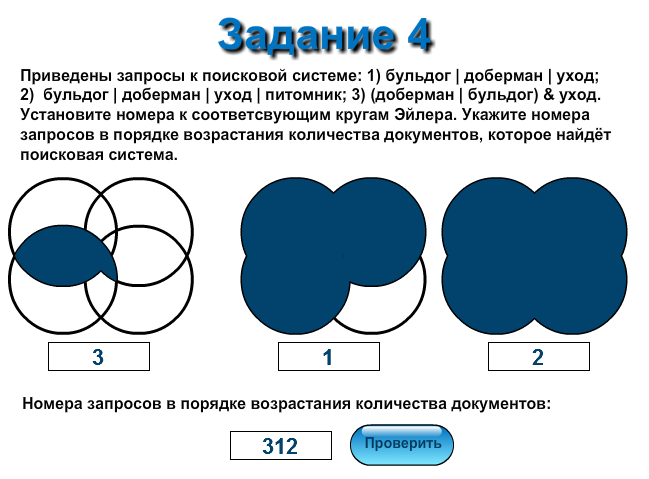 Задание 4
Приведены запросы к поисковой системе: 1) бульдог | доберман | уход;
2) бульдог | доберман | уход | питомник; 3) (доберман | бульдог) & уход.
Установите номера к соответсвующим кругам Эйлера. Укажите номера
запросов в порядке возрастания количества документов, которое найдёт
поисковая система.
3 1 2
Номера запросов в порядке возрастания количества документов:
312 Проверить